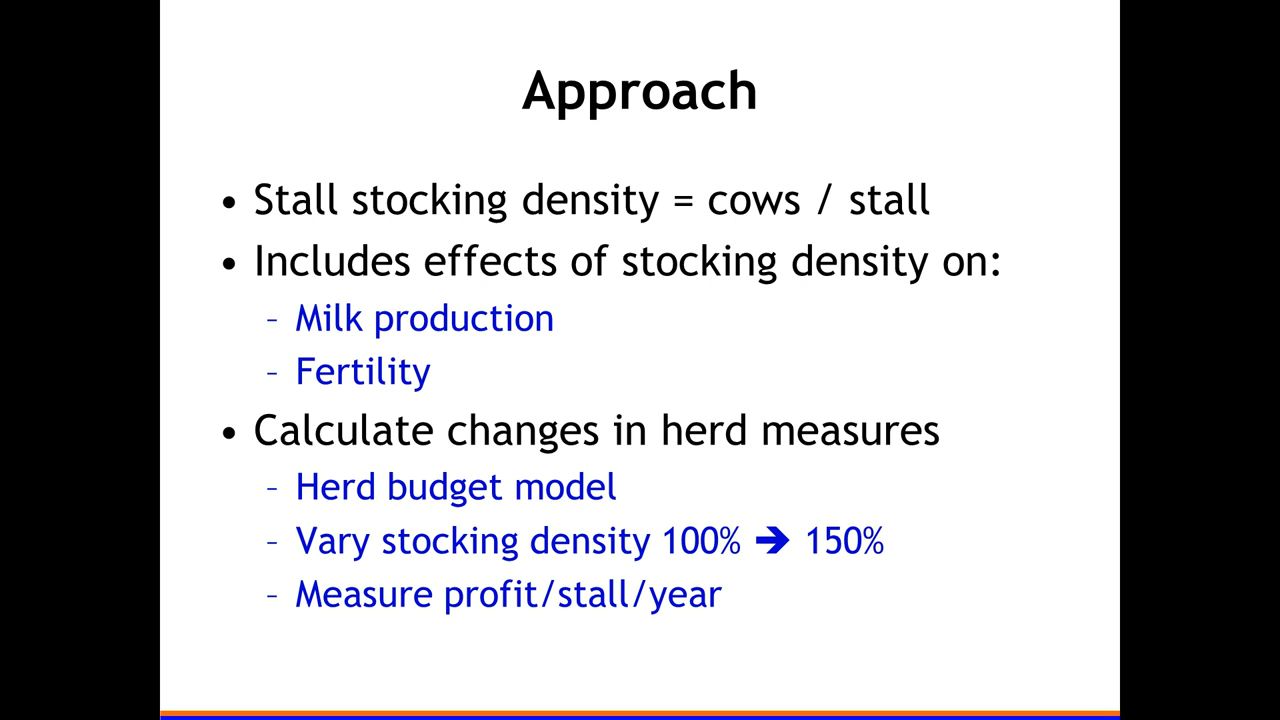 Approach
• Stall stocking density = cows / stall
• Includes effects of stocking density on:
– Milk production
– Fertility
• Calculate changes in herd measures
– Herd budget model
– Vary stocking density 100% ➔ 150%
– Measure profit/stall/year